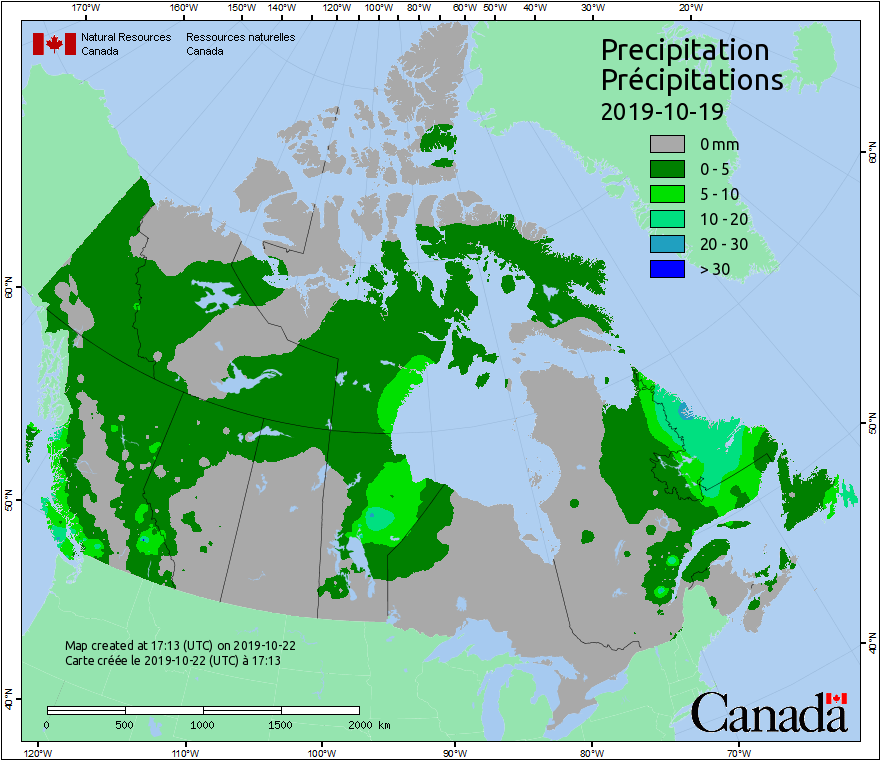 170°W 160°W 150°W 140°W 130°W 120°W 110°W 100°W 90°W 80°W 60°W 50°W 40°W 30°W 20°W
Natural Resources Ressources naturelles
Canada Canada
Precipitation
Précipitations
2019-10-19
0 mm
0 - 5
5 - 10
10 - 20
20 - 30
> 30
60°N
60°N
50°N
50°N
40°N
40°N
Map created at 17:13 (UTC) on 2019-10-22
Carte créée le 2019-10-22 (UTC) à 17:13
0 500 1000 1500 2000 km
Canada
120°W 110°W 100°W 90°W 80°W 70°W